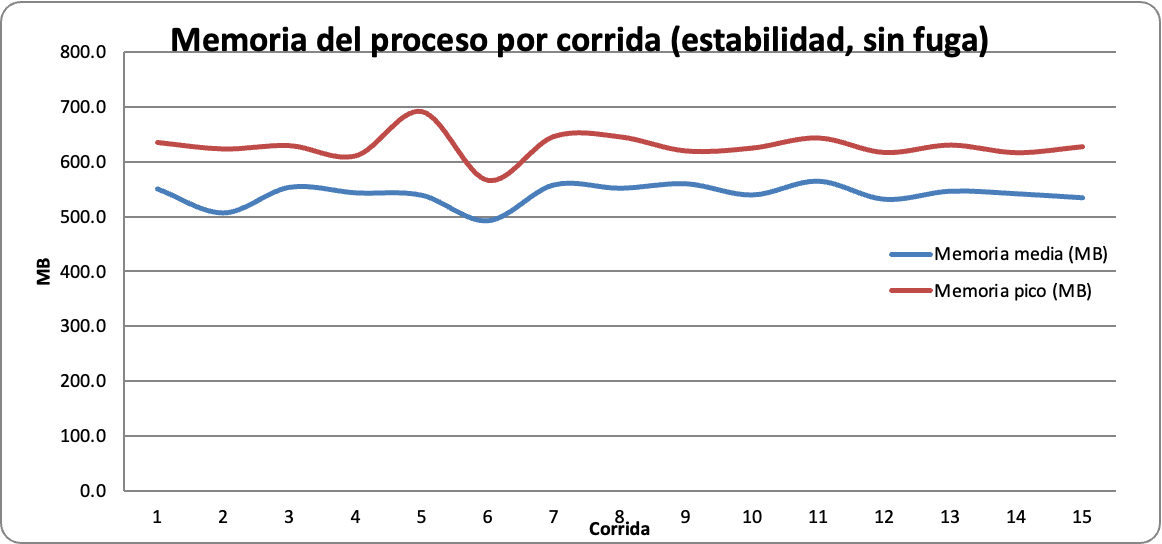 Memoria del proceso por corrida (estabilidad, sin fuga)
800.0
700.0
600.0
500.0
400.0
300.0
200.0
100.0
0.0
MB
Memoria media (MB)
Memoria pico (MB)
1 2 3 4 5 6 7 8 9 10 11 12 13 14 15
Corrida